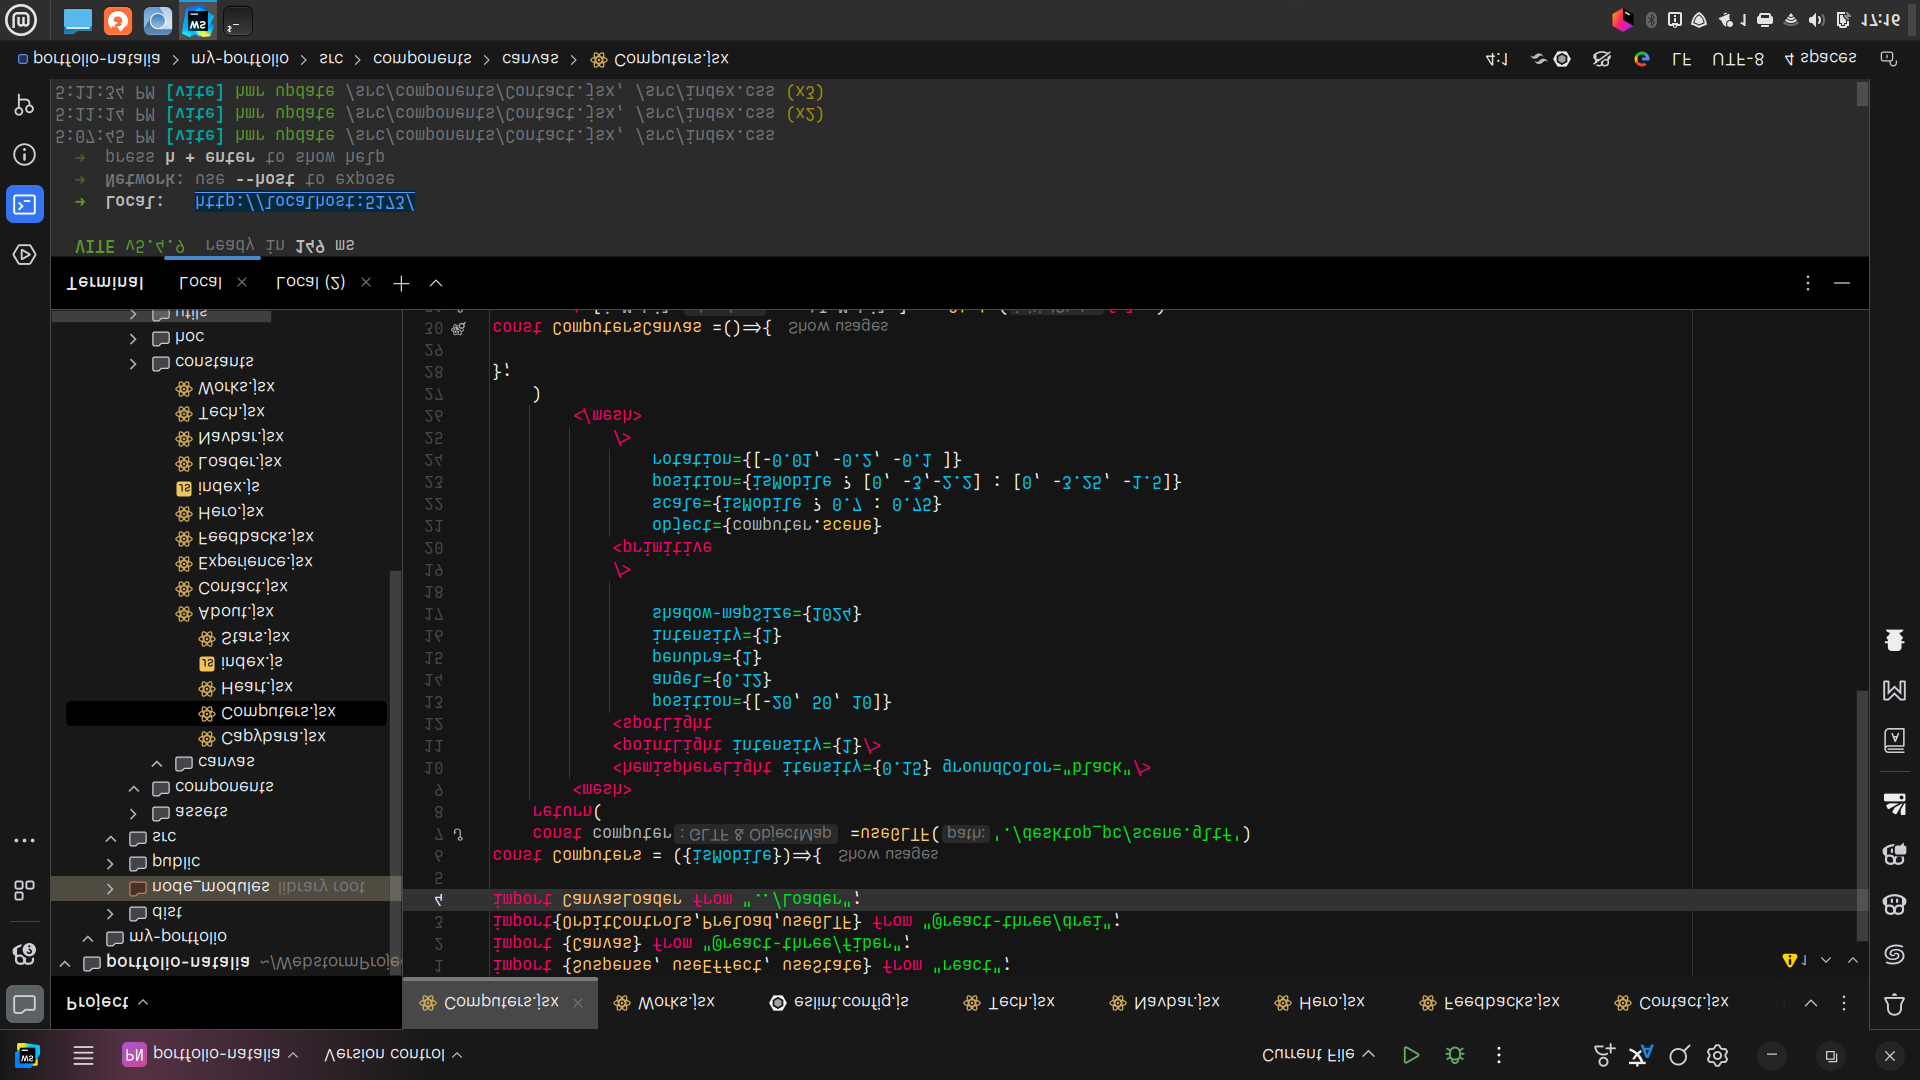 PN portfolio-natalia
Version control
Current File
Project
Computers.jsx
Works.jsx
eslint.config.js
Tech.jsx
Navbar.jsx
Hero.jsx
Feedbacks.jsx
Contact.jsx
portfolio-natalia ~/WebstormProje
my-portfolio
dist
node_modules library root
public
src
assets
components
canvas
Capybara.jsx
Computers.jsx
Heart.jsx
index.js
Stars.jsx
About.jsx
Contact.jsx
Experience.jsx
Feedbacks.jsx
Hero.jsx
index.js
Loader.jsx
Navbar.jsx
Tech.jsx
Works.jsx
constants
hoc
utils
1
1 import {Suspense, useEffect, useState} from "react";
2 import {Canvas} from "@react-three/fiber";
3 import{OrbitControls,Preload,useGLTF} from "@react-three/drei";
4 import CanvasLoader from "../Loader";
5
6 const Computers = ({isMobile})=>{ Show usages
7 const computer : GLTF & ObjectMap =useGLTF( path: './desktop_pc/scene.gltf')
8 return(
9 <mesh>
10 <hemisphereLight itensity={0.15} groundColor="black"/>
11 <pointLight intensity={1}/>
12 <spotLight
13 position={[-20, 50, 10]}
14 angel={0.12}
15 penubra={1}
16 intensity={1}
17 shadow-mapSize={1024}
18
19 />
20 <primitive
21 object={computer.scene}
22 scale={isMobile ? 0.7 : 0.75}
23 position={isMobile ? [0, -3,-2.2] : [0, -3.25, -1.5]}
24 rotation={[-0.01, -0.2, -0.1 ]}
25 />
26 </mesh>
27 )
28 };
29
30 const ComputersCanvas =()=>{ Show usages
Terminal
Local
Local (2)
VITE v5.4.9 ready in 149 ms
➜ Local: http://localhost:5173/
➜ Network: use --host to expose
➜ press h + enter to show help
5:07:45 PM [vite] hmr update /src/components/Contact.jsx, /src/index.css
5:11:14 PM [vite] hmr update /src/components/Contact.jsx, /src/index.css (x2)
5:11:34 PM [vite] hmr update /src/components/Contact.jsx, /src/index.css (x3)
portfolio-natalia > my-portfolio > src > components > canvas > Computers.jsx
4:1
LF
UTF-8
4 spaces
1
17:16